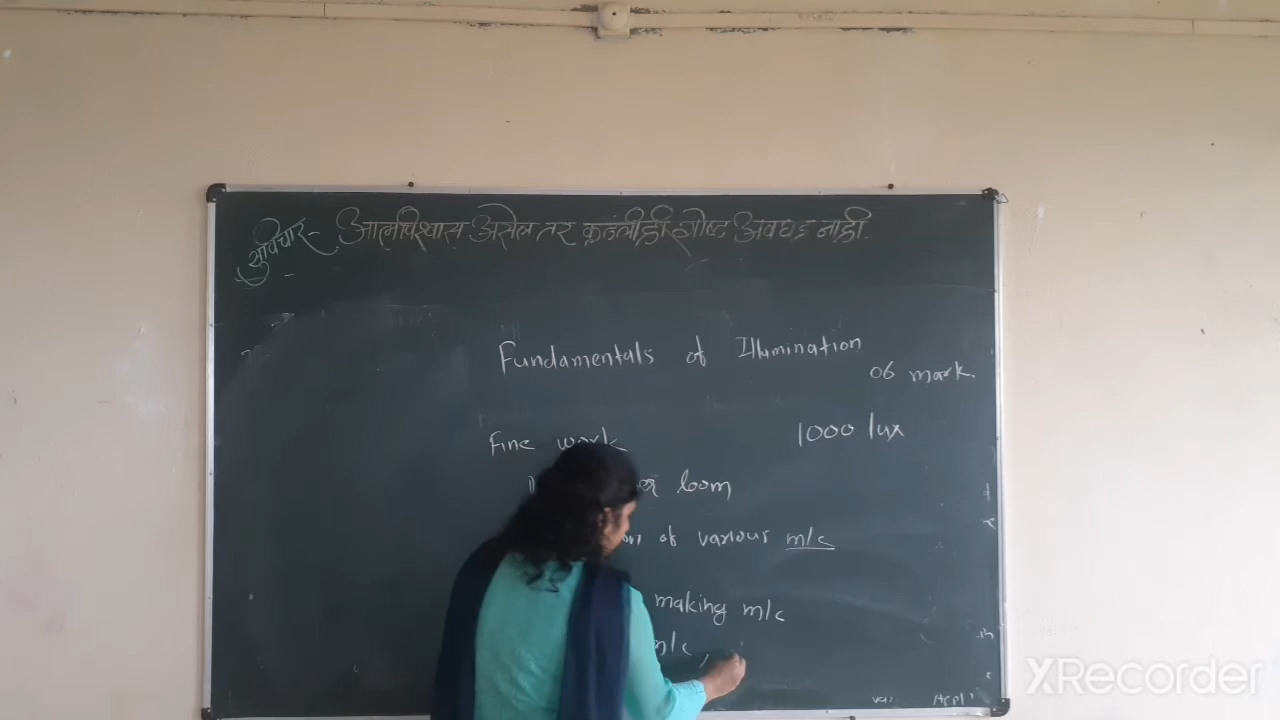 सुविचार - आत्मविश्वास असेल तर कुठलीही गोष्ट अवघड नाही.
Fundamentals of Illumination
06 mark.
Fine work 1000 lux
loom
of various m/c
making m/c
m/c,
XRecorder